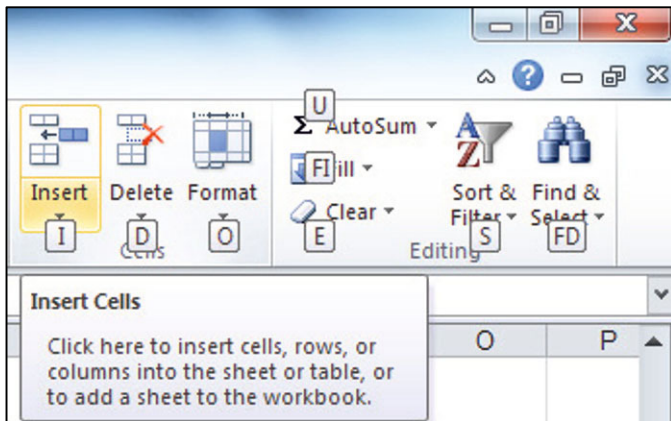 U
Σ AutoSum
FI ill
Insert Delete Format
Clear
Sort & Find &
Filter Select
I D O E S FD
Cells Editing
Insert Cells
Click here to insert cells, rows, or
columns into the sheet or table, or
to add a sheet to the workbook.
O P